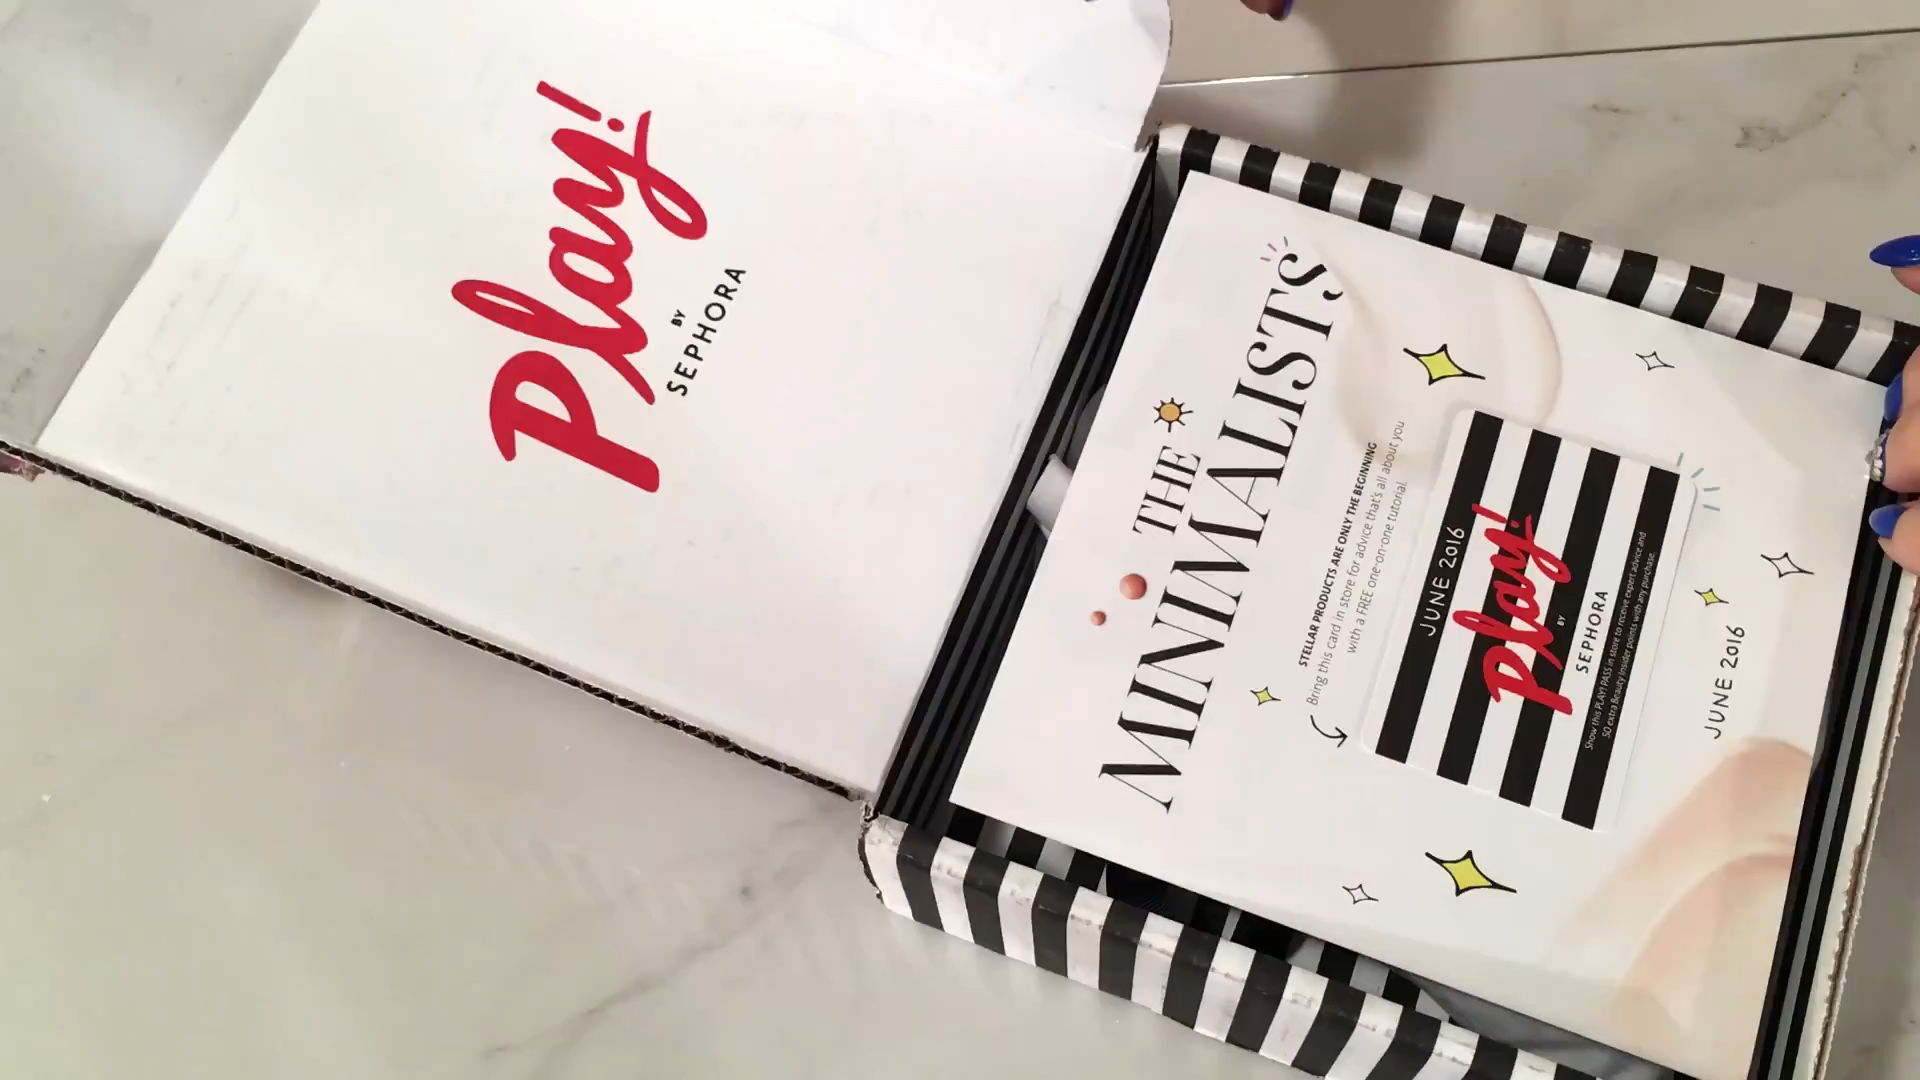 Play!
BY
SEPHORA
THE
MINIMALISTS
STELLAR PRODUCTS ARE ONLY THE BEGINNING
Bring this card in store for advice that's all about you
with a FREE one-on-one tutorial.
JUNE 2016
Play!
BY
SEPHORA
Show this PLAY! PASS in store to receive expert advice and
50 extra Beauty Insider points with any purchase.
JUNE 2016